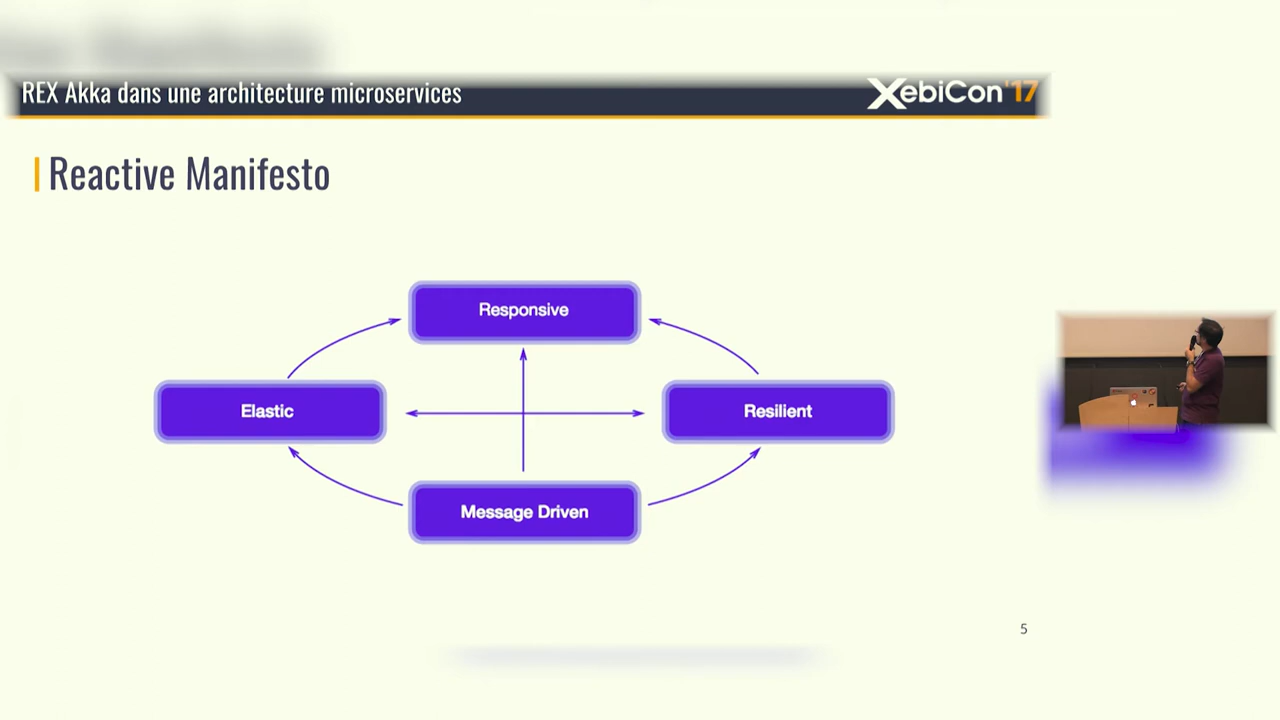 REX Akka dans une architecture microservices
XebiCon'17
Reactive Manifesto
Responsive
Elastic
Resilient
Message Driven
5